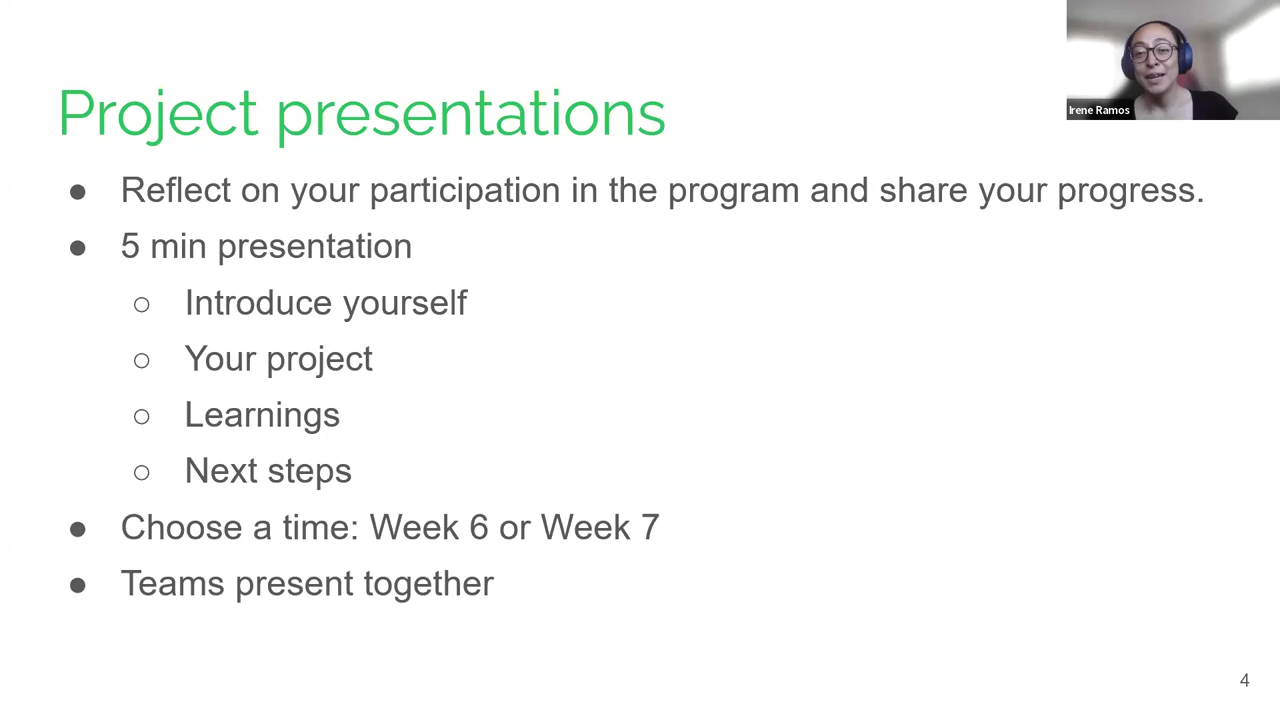 Project presentations
Irene Ramos
● Reflect on your participation in the program and share your progress.
● 5 min presentation
○ Introduce yourself
○ Your project
○ Learnings
○ Next steps
● Choose a time: Week 6 or Week 7
● Teams present together
4